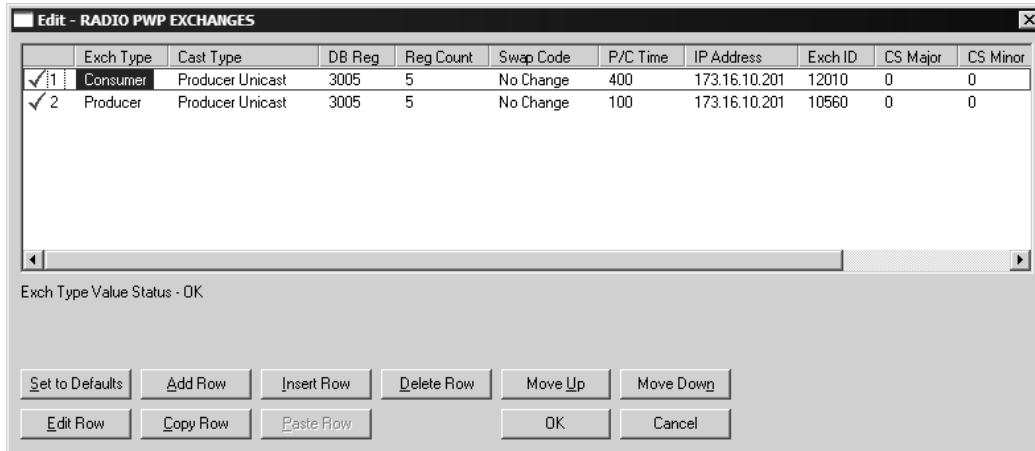 Edit - RADIO PWP EXCHANGES
Exch Type Cast Type DB Reg Reg Count Swap Code P/C Time IP Address Exch ID CS Major CS Minor
1 Consumer Producer Unicast 3005 5 No Change 400 173.16.10.201 12010 0 0
2 Producer Producer Unicast 3005 5 No Change 100 173.16.10.201 10560 0 0
Exch Type Value Status - OK
Set to Defaults Add Row Insert Row Delete Row Move Up Move Down
Edit Row Copy Row Paste Row OK Cancel